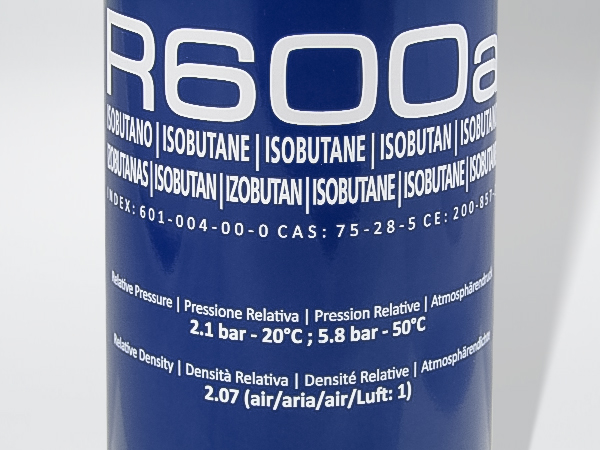 R600a
ISOBUTANO | ISOBUTANE | ISOBUTANE | ISOBUTAN | ISOBUTAN
IZOBUTANAS | ISOBUTAN | IZOBUTAN | ISOBUTANE | ISOBUTANE | ISOBUTAN
INDEX: 601-004-00-0 CAS: 75-28-5 CE: 200-857-
Relative Pressure | Pressione Relativa | Pression Relative | Atmosphärendruck
2.1 bar - 20°C ; 5.8 bar - 50°C
Relative Density | Densità Relativa | Densité Relative | Atmosphärendichte
2.07 (air/aria/air/Luft: 1)